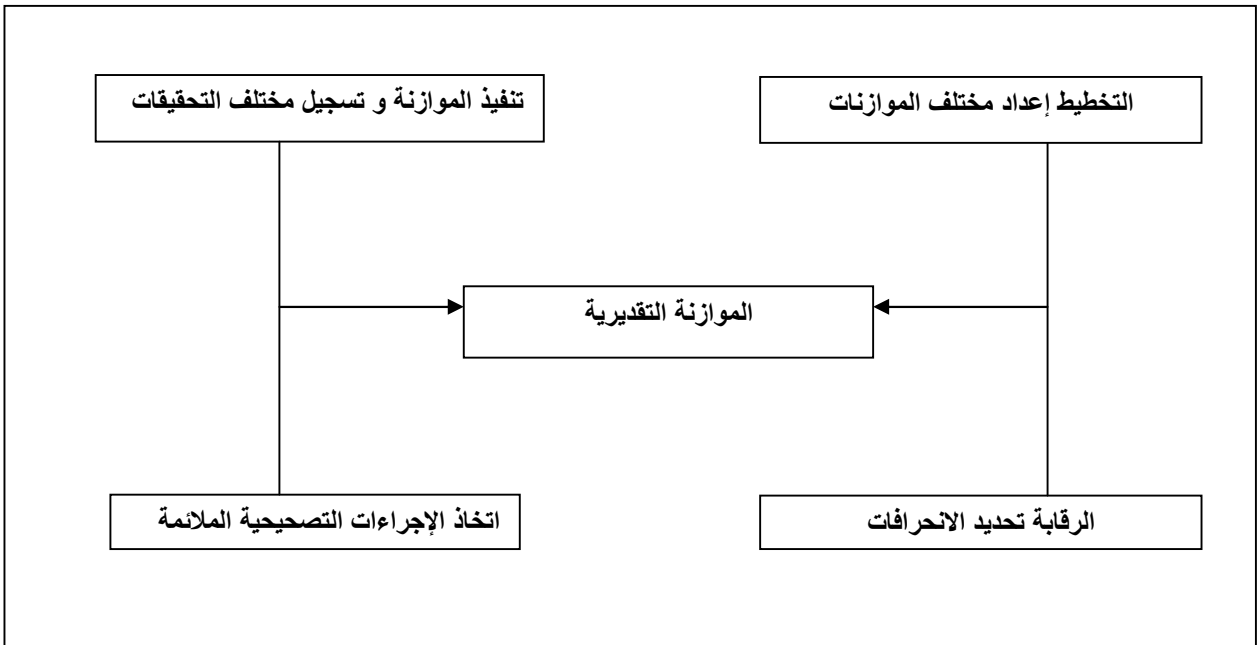 التخطيط إعداد مختلف الموازنات
تنفيذ الموازنة و تسجيل مختلف التحقيقات
الموازنة التقديرية
الرقابة تحديد الانحرافات
اتخاذ الإجراءات التصحيحية الملائمة